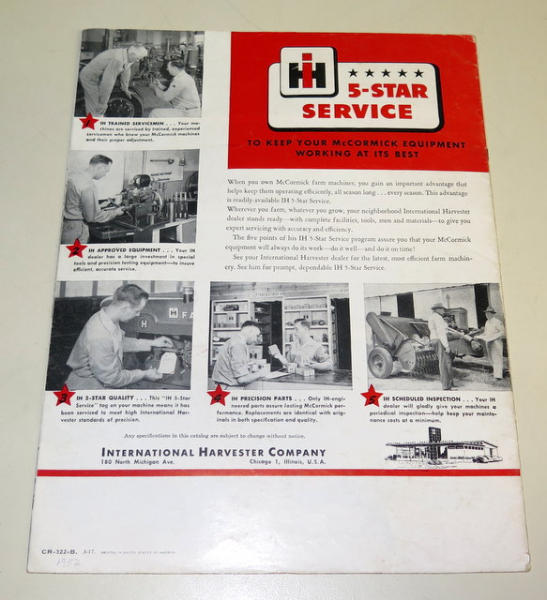 IH
★★★★★
5-STAR
SERVICE
TO KEEP YOUR McCORMICK EQUIPMENT
WORKING AT ITS BEST
1 IH TRAINED SERVICEMEN . . . Your ma-
chines are serviced by trained, experienced
servicemen who know your McCormick machines
and their proper adjustment.
When you own McCormick farm machines, you gain an important advantage that
helps keep them operating efficiently, all season long . . . every season. This advantage
is readily available IH 5-Star Service.
Wherever you farm, whatever you grow, your neighborhood International Harvester
dealer stands ready—with complete facilities, tools, men and materials—to give you
expert servicing with accuracy and efficiency.
The five points of his IH 5-Star Service program assure you that your McCormick
equipment will always do its work—do it well—and do it on time!
See your International Harvester dealer for the latest, most efficient farm machin-
ery. See him for prompt, dependable IH 5-Star Service.
2 IH APPROVED EQUIPMENT . . . Your IH
dealer has a large investment in special
tools and precision testing equipment—to insure
efficient, accurate service.
H FA
3 IH 5-STAR QUALITY . . . This "IH 5-Star
Service" tag on your machine means it has
been serviced to meet high International Har-
vester standards of precision.
4 IH PRECISION PARTS . . . Only IH-engi-
neered parts assure lasting McCormick per-
formance. Replacements are identical with orig-
inals in both specification and quality.
5 IH SCHEDULED INSPECTION . . . Your IH
dealer will gladly give your machines a
periodical inspection—help keep your mainte-
nance costs at a minimum.
Any specifications in this catalog are subject to change without notice.
INTERNATIONAL HARVESTER COMPANY
180 North Michigan Ave. Chicago 1, Illinois, U.S.A.
CR-322-B. PRINTED IN UNITED STATES OF AMERICA
1952